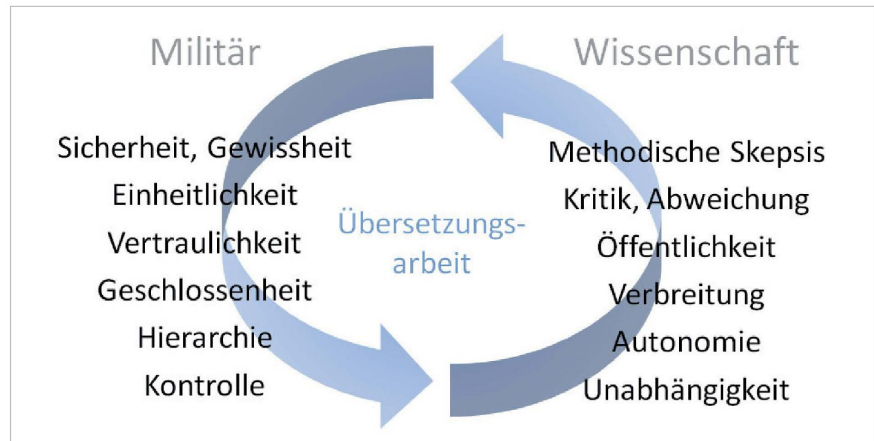 Militär
Wissenschaft
Sicherheit, Gewissheit
Einheitlichkeit
Vertraulichkeit
Geschlossenheit
Hierarchie
Kontrolle
Übersetzungs-
arbeit
Methodische Skepsis
Kritik, Abweichung
Öffentlichkeit
Verbreitung
Autonomie
Unabhängigkeit